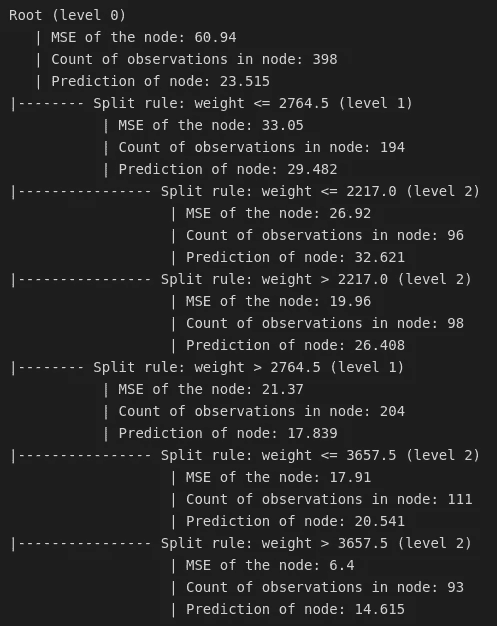 Root (level 0)
   | MSE of the node: 60.94
   | Count of observations in node: 398
   | Prediction of node: 23.515
|-------- Split rule: weight <= 2764.5 (level 1)
           | MSE of the node: 33.05
           | Count of observations in node: 194
           | Prediction of node: 29.482
|---------------- Split rule: weight <= 2217.0 (level 2)
                   | MSE of the node: 26.92
                   | Count of observations in node: 96
                   | Prediction of node: 32.621
|---------------- Split rule: weight > 2217.0 (level 2)
                   | MSE of the node: 19.96
                   | Count of observations in node: 98
                   | Prediction of node: 26.408
|-------- Split rule: weight > 2764.5 (level 1)
           | MSE of the node: 21.37
           | Count of observations in node: 204
           | Prediction of node: 17.839
|---------------- Split rule: weight <= 3657.5 (level 2)
                   | MSE of the node: 17.91
                   | Count of observations in node: 111
                   | Prediction of node: 20.541
|---------------- Split rule: weight > 3657.5 (level 2)
                   | MSE of the node: 6.4
                   | Count of observations in node: 93
                   | Prediction of node: 14.615